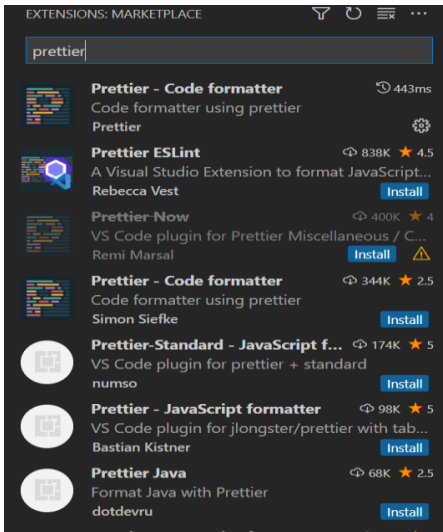 EXTENSIONS: MARKETPLACE
prettier
Prettier - Code formatter 443ms
Code formatter using prettier
Prettier
Prettier ESLint 838K ★ 4.5
A Visual Studio Extension to format JavaScript...
Rebecca Vest Install
Prettier Now 400K ★ 4
VS Code plugin for Prettier Miscellaneous / C...
Remi Marsal Install
Prettier - Code formatter 344K ★ 2.5
Code formatter using prettier
Simon Siefke Install
Prettier-Standard - JavaScript f... 174K ★ 5
VS Code plugin for prettier + standard
numso Install
Prettier - JavaScript formatter 98K ★ 5
VS Code plugin for jlongster/prettier with tab...
Bastian Kistner Install
Prettier Java 68K ★ 2.5
Format Java with Prettier
dotdevru Install